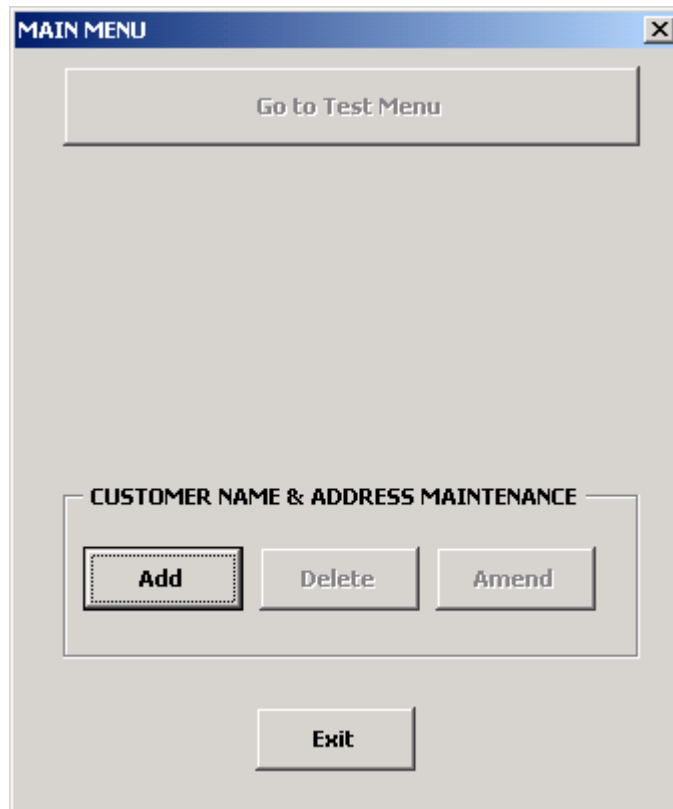 MAIN MENU
Go to Test Menu
CUSTOMER NAME & ADDRESS MAINTENANCE
Add Delete Amend
Exit